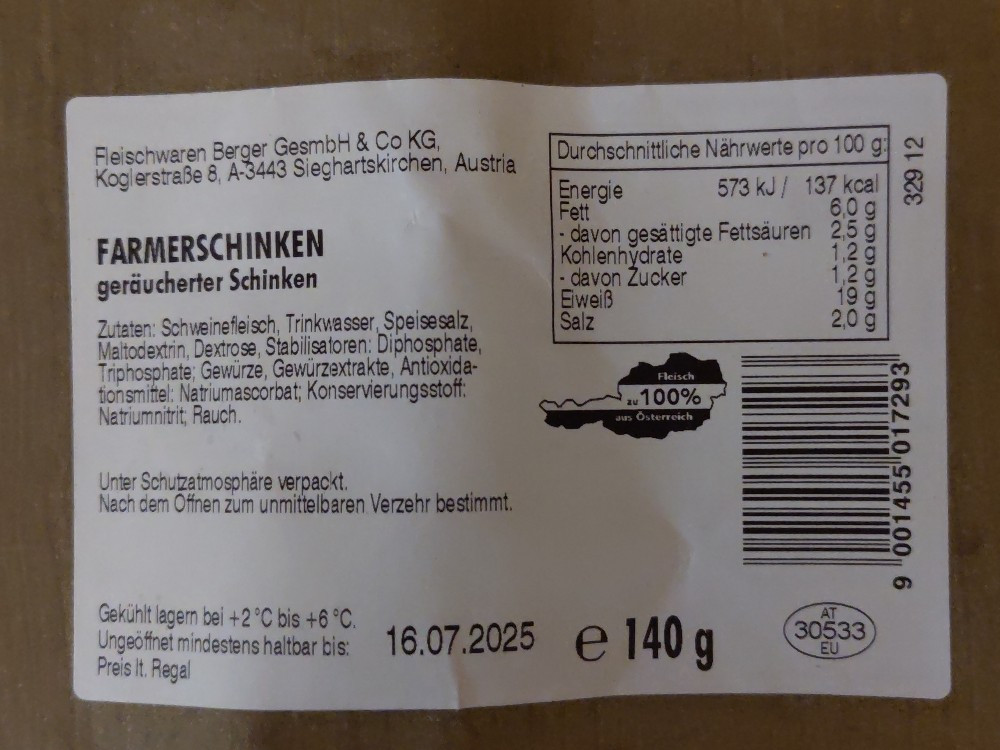 Fleischwaren Berger GesmbH & Co KG,
Koglerstraße 8, A-3443 Sieghartskirchen, Austria
FARMERSCHINKEN
geräucherter Schinken
Zutaten: Schweinefleisch, Trinkwasser, Speisesalz,
Maltodextrin, Dextrose, Stabilisatoren: Diphosphate,
Triphosphate; Gewürze, Gewürzextrakte, Antioxida-
tionsmittel: Natriumascorbat; Konservierungsstoff:
Natriumnitrit; Rauch.
Unter Schutzatmosphäre verpackt.
Nach dem Öffnen zum unmittelbaren Verzehr bestimmt.
Gekühlt lagern bei +2 °C bis +6 °C.
Ungeöffnet mindestens haltbar bis: 16.07.2025
Preis lt. Regal
e 140 g
Durchschnittliche Nährwerte pro 100 g:
Energie 573 kJ / 137 kcal
Fett 6,0 g
- davon gesättigte Fettsäuren 2,5 g
Kohlenhydrate 1,2 g
- davon Zucker 1,2 g
Eiweiß 19 g
Salz 2,0 g
329 12
Fleisch
zu 100%
aus Österreich
9 001455 017293
AT
30533
EU